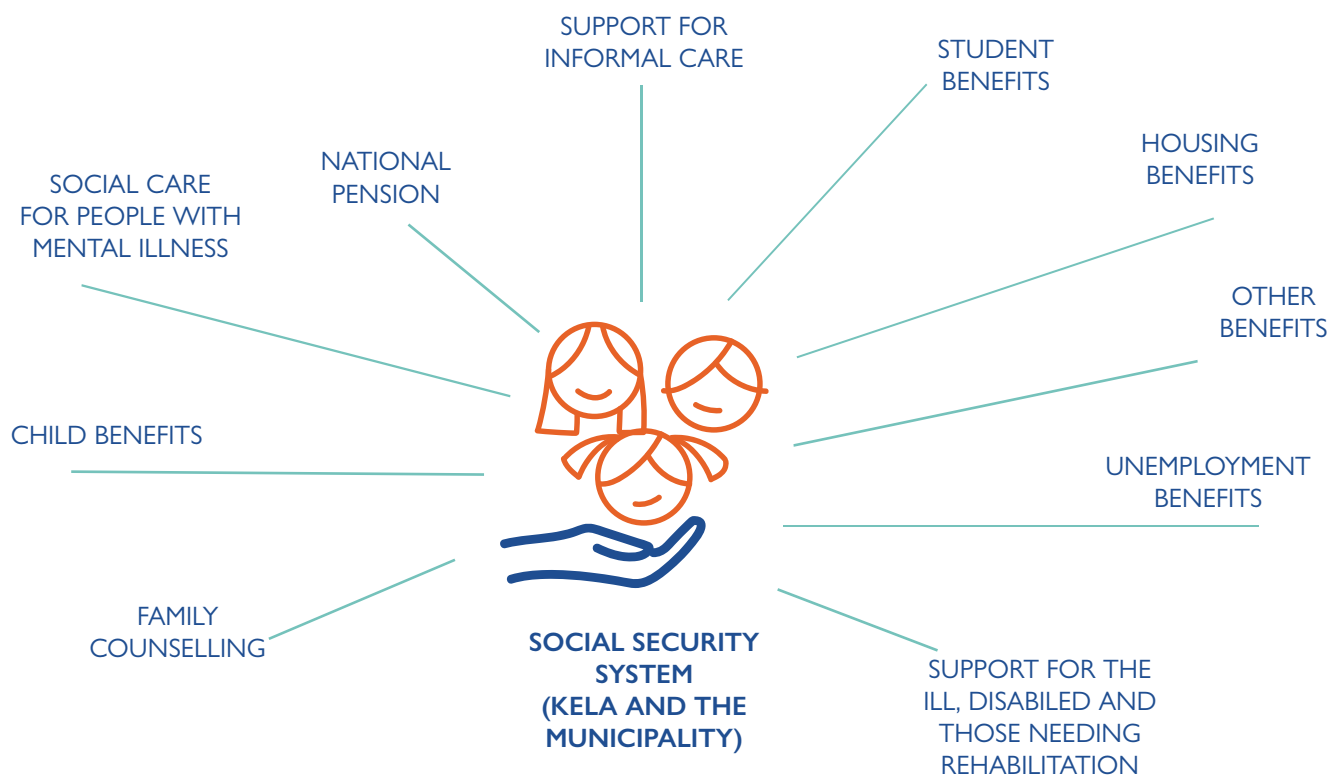 SUPPORT FOR
INFORMAL CARE
STUDENT
BENEFITS
HOUSING
BENEFITS
NATIONAL
PENSION
SOCIAL CARE
FOR PEOPLE WITH
MENTAL ILLNESS
OTHER
BENEFITS
CHILD BENEFITS
UNEMPLOYMENT
BENEFITS
FAMILY
COUNSELLING
SOCIAL SECURITY
SYSTEM
(KELA AND THE
MUNICIPALITY)
SUPPORT FOR THE
ILL, DISABILED AND
THOSE NEEDING
REHABILITATION